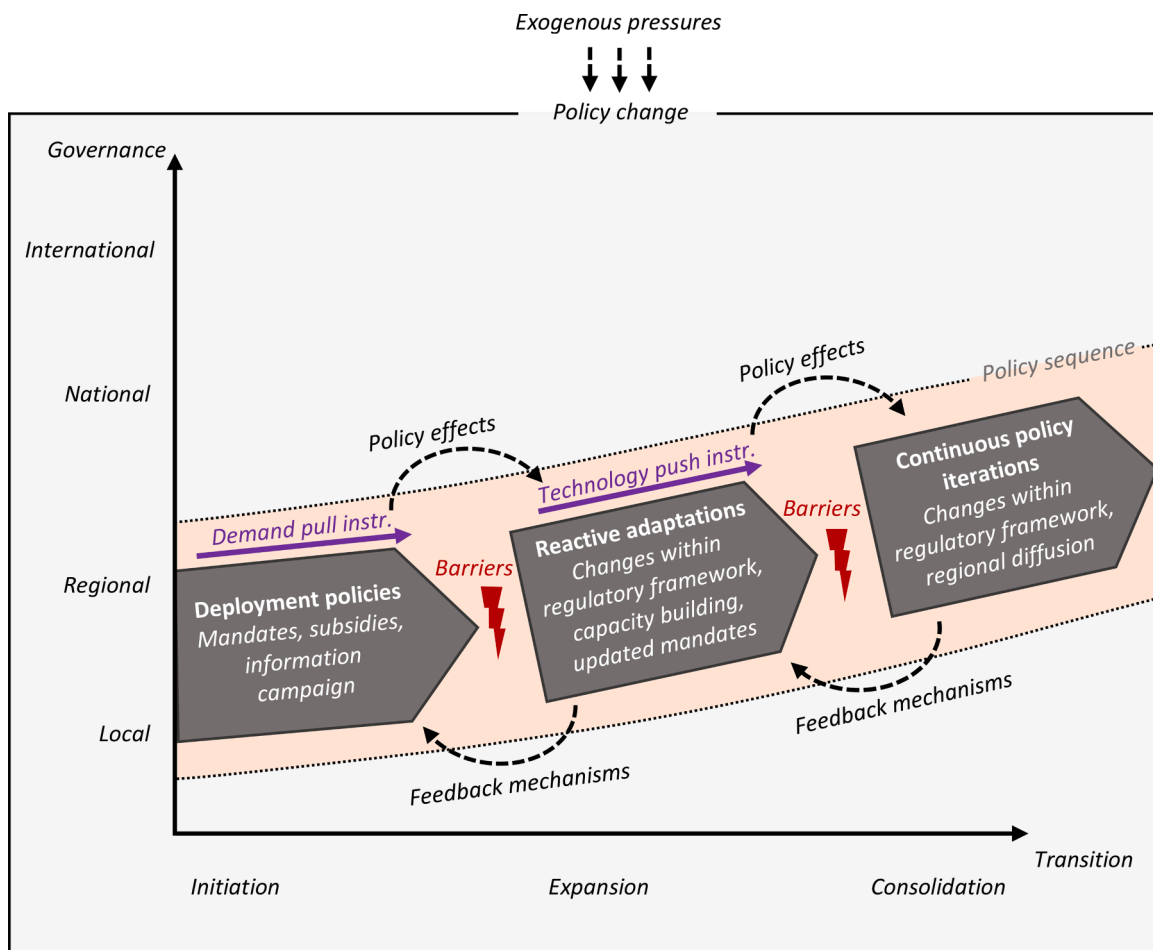 Exogenous pressures
Policy change
Governance
International
National
Regional
Local
Policy sequence
Policy effects
Policy effects
Demand pull instr.
Technology push instr.
Barriers
Barriers
Deployment policies
Mandates, subsidies,
information
campaign
Reactive adaptations
Changes within
regulatory framework,
capacity building,
updated mandates
Continuous policy
iterations
Changes within
regulatory framework,
regional diffusion
Feedback mechanisms
Feedback mechanisms
Transition
Initiation
Expansion
Consolidation